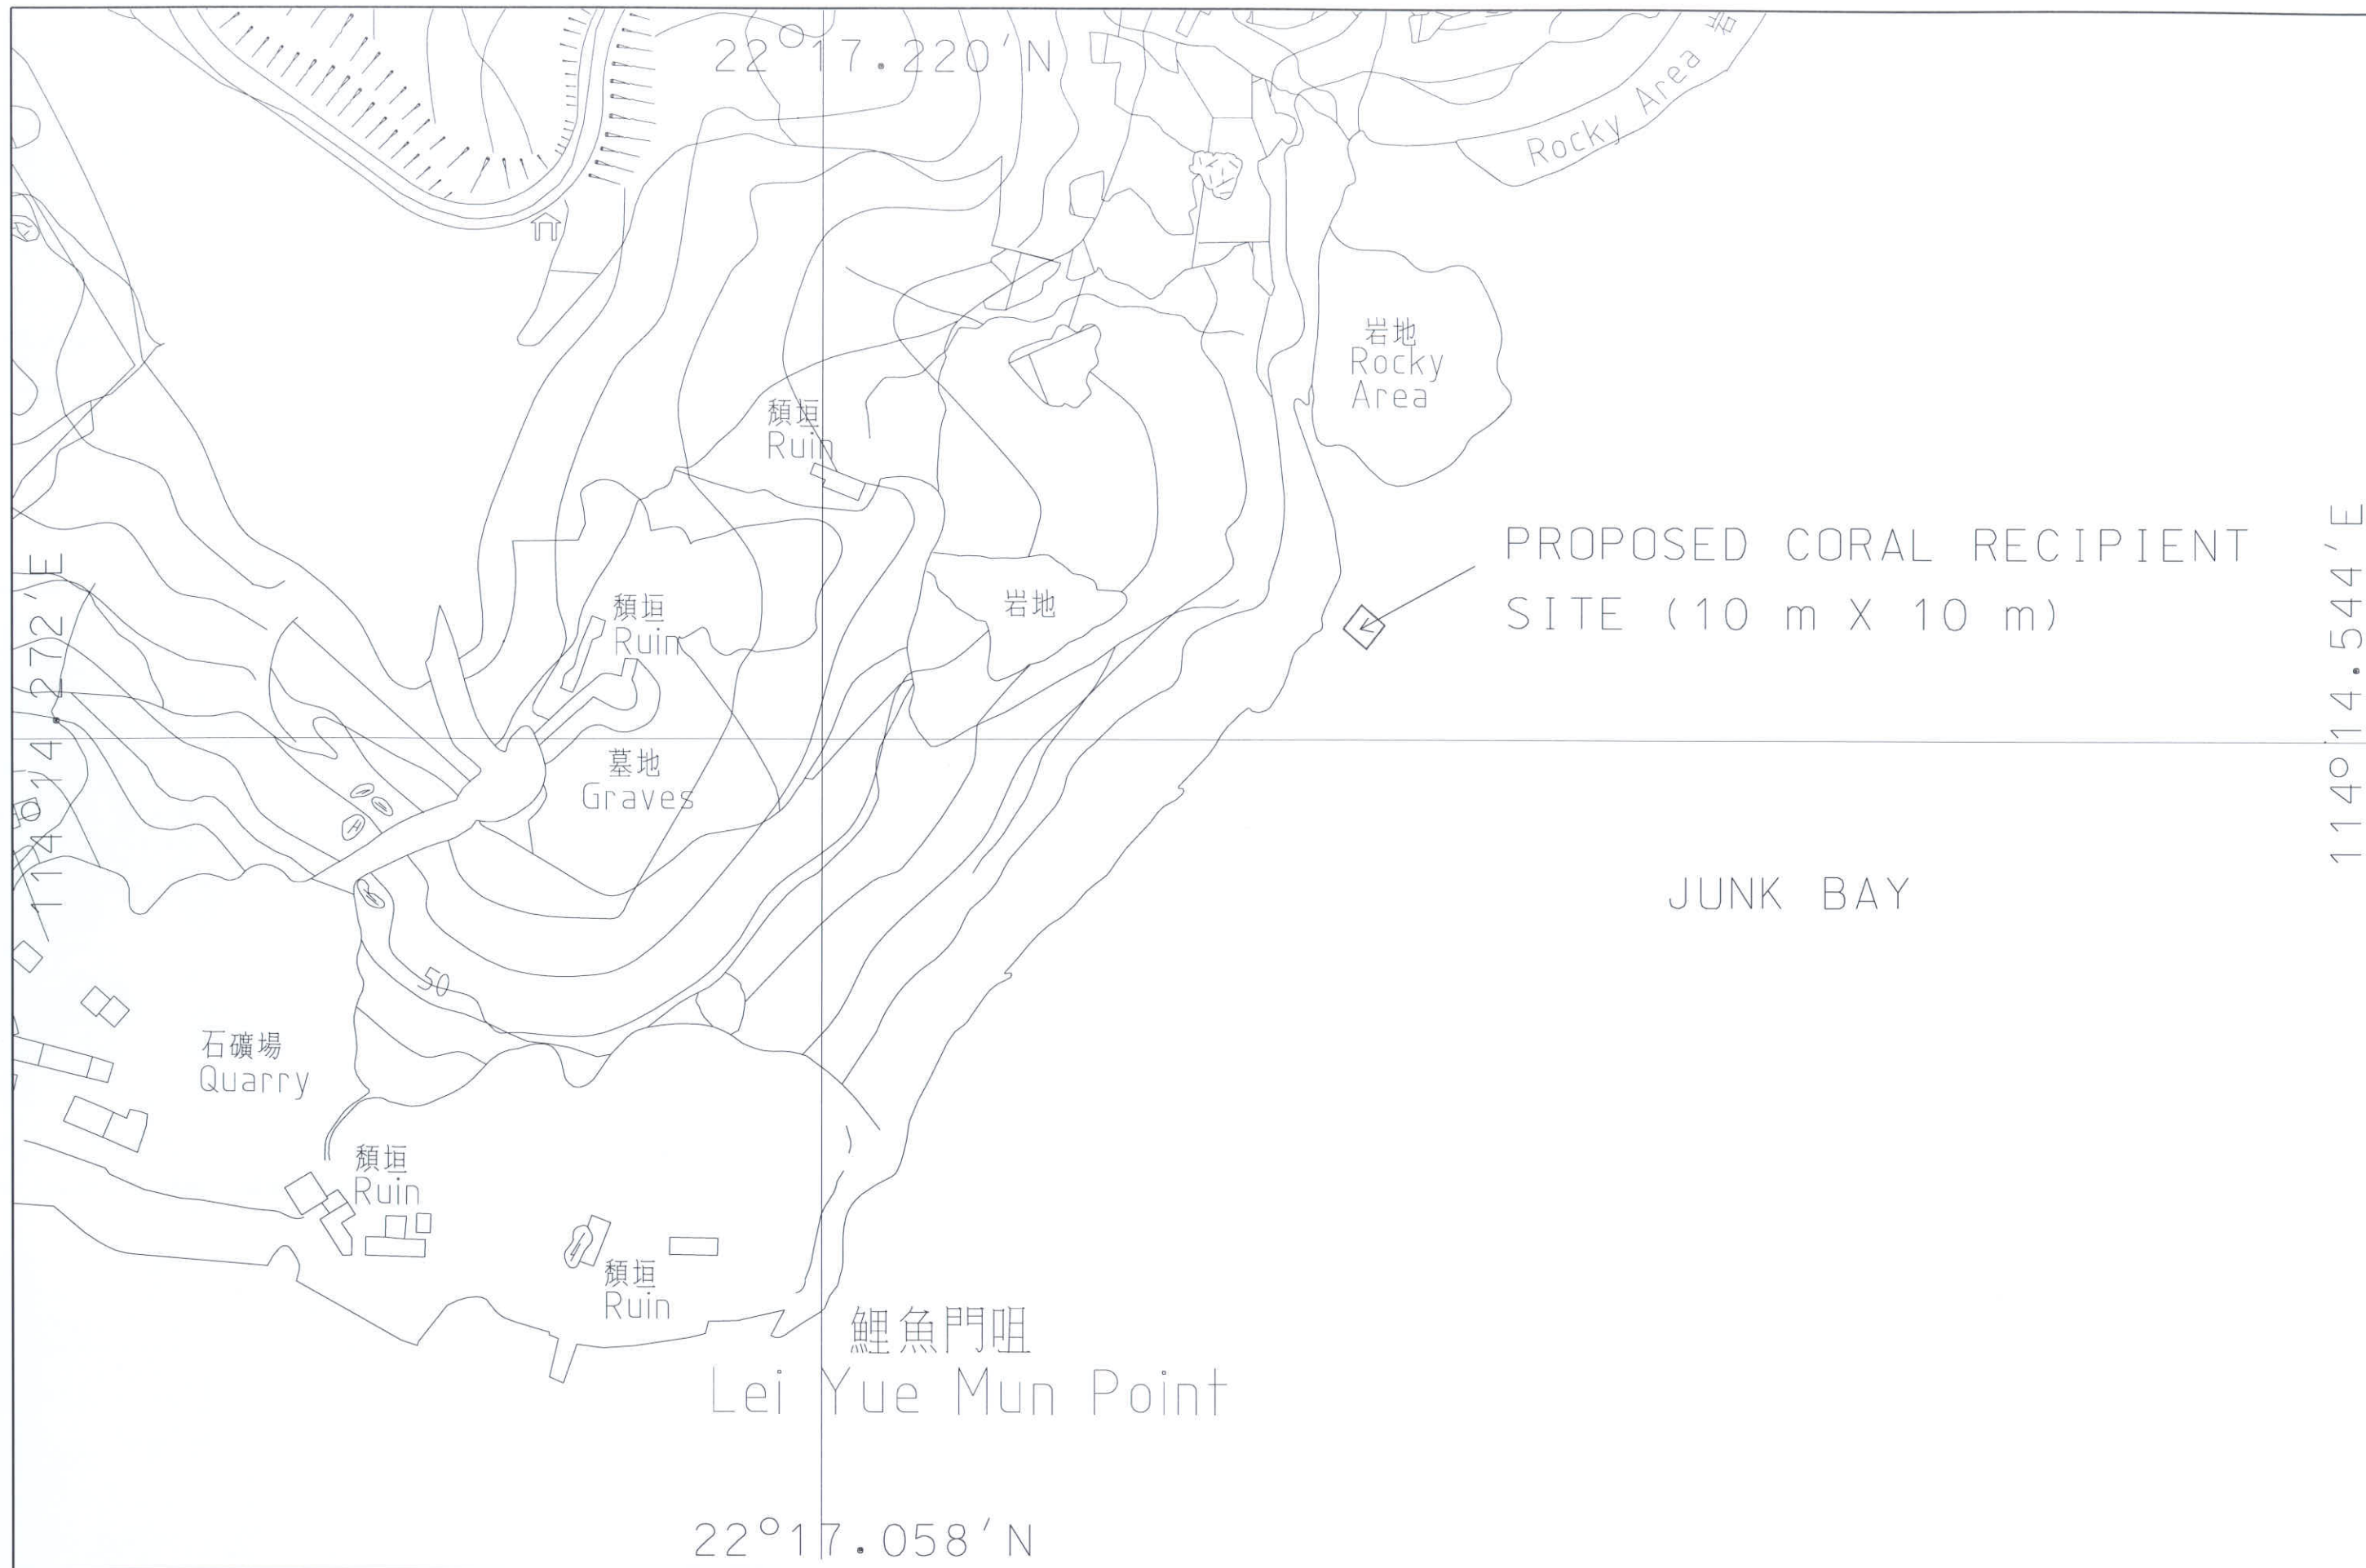 22°17.220'N
Rocky Area 岩
岩地
Rocky
Area
頹垣
Ruin
PROPOSED CORAL RECIPIENT
SITE (10 m X 10 m)
114°14.272'E
114°14.544'E
頹垣
Ruin
岩地
墓地
Graves
JUNK BAY
50
石礦場
Quarry
頹垣
Ruin
頹垣
Ruin
鯉魚門咀
Lei Yue Mun Point
22°17.058'N